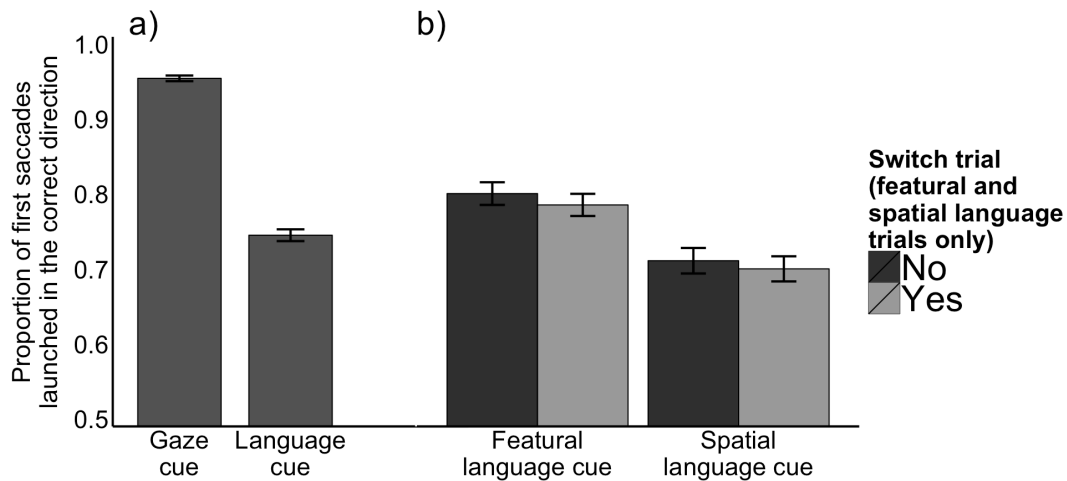 a)
b)
Proportion of first saccades
launched in the correct direction
1.0
0.9
0.8
0.7
0.6
0.5
Gaze
cue
Language
cue
Featural
language cue
Spatial
language cue
Switch trial
(featural and
spatial language
trials only)
No
Yes